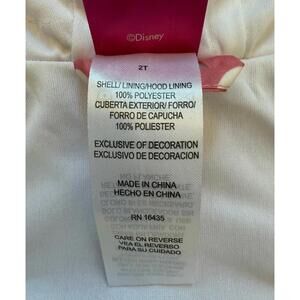 ©Disney
2T
SHELL/ LINING/HOOD LINING
100% POLYESTER
CUBIERTA EXTERIOR/ FORRO/
FORRO DE CAPUCHA
100% POLIESTER
EXCLUSIVE OF DECORATION
EXCLUSIVO DE DECORACION
MADE IN CHINA
HECHO EN CHINA
RN 16435
CARE ON REVERSE
VEA EL REVERSO
PARA SU CUIDADO